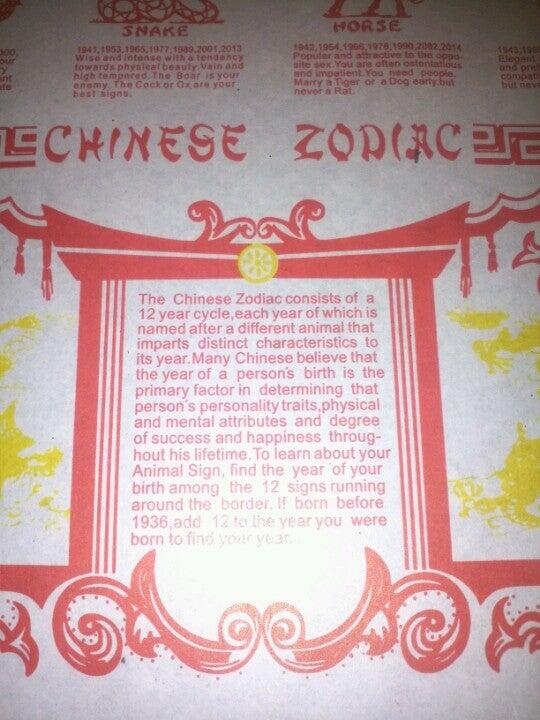 SNAKE
1941,1953,1965,1977,1989,2001,2013
Wise and intense with a tendency
towards physical beauty. Vain and
high tempered. The Boar is your
enemy. The Cock or Ox are your
best signs.
HORSE
1942,1954,1966,1978,1990,2002,2014
Popular and attractive to the oppo-
site sex. You are often ostentatious
and impatient. You need people.
Marry a Tiger or a Dog early, but
never a Rat.
Elegant
but neve
CHINESE ZODIAC
The Chinese Zodiac consists of a
12 year cycle, each year of which is
named after a different animal that
imparts distinct characteristics to
its year. Many Chinese believe that
the year of a person's birth is the
primary factor in determining that
person's personality traits, physical
and mental attributes and degree
of success and happiness throug-
hout his lifetime. To learn about your
Animal Sign, find the year of your
birth among the 12 signs running
around the border. If born before
1936, add 12 to the year you were
born to find your year.